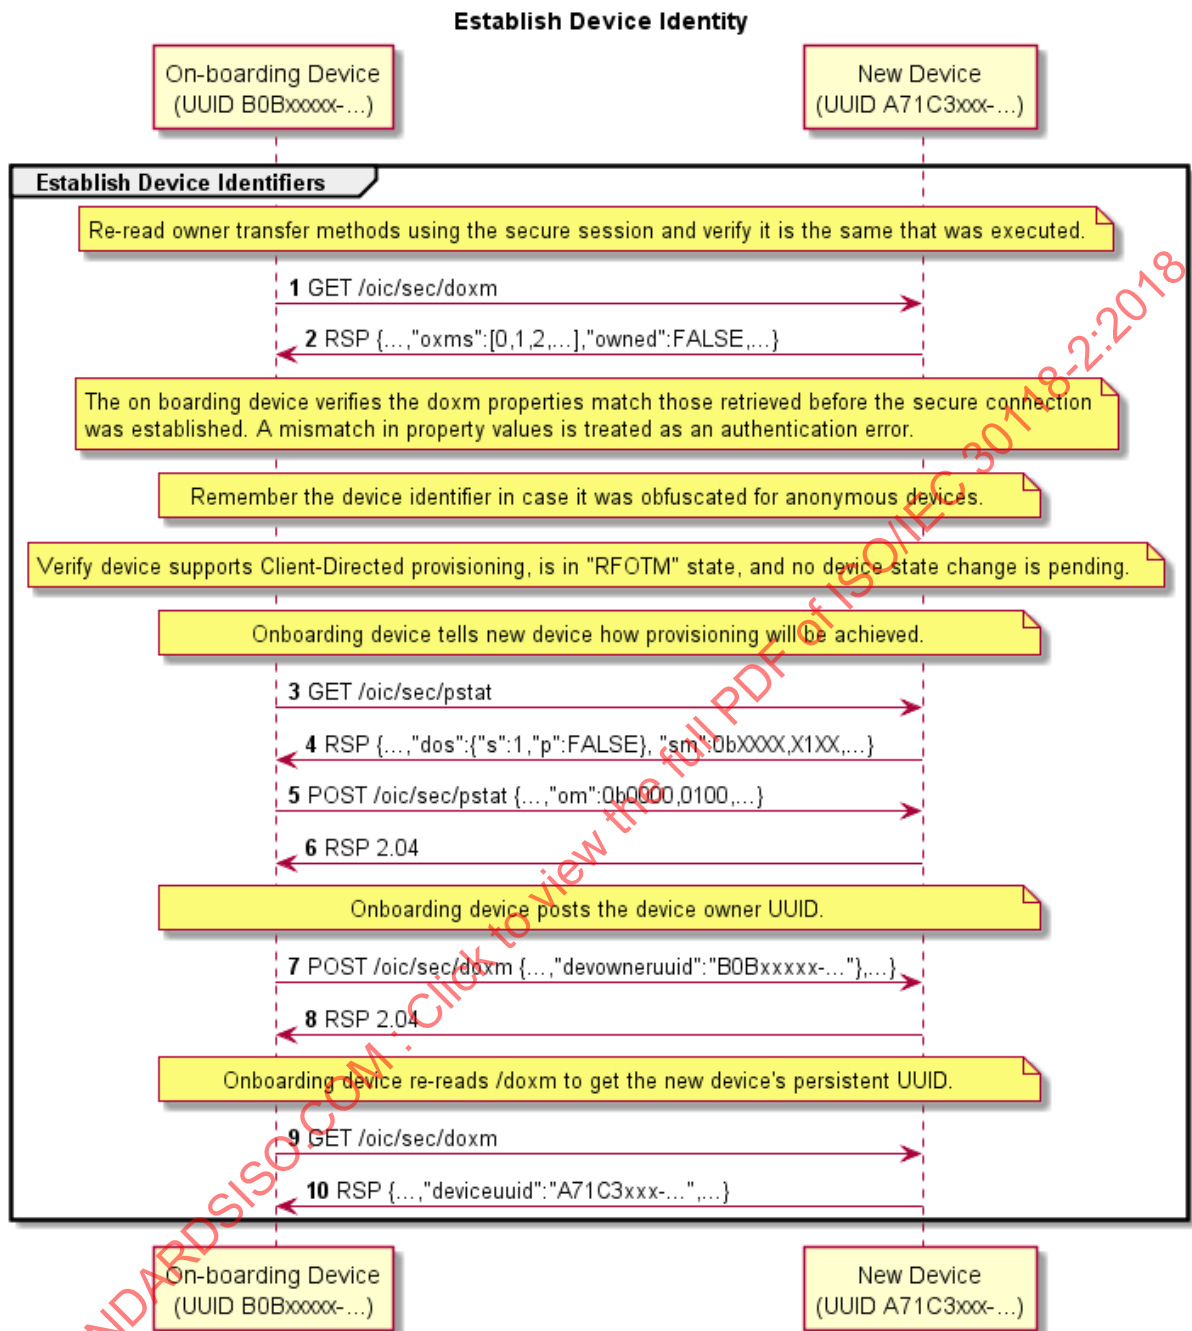 Establish Device Identity
On-boarding Device
(UUID B0Bxxxxx-...)
New Device
(UUID A71C3xxx-...)
Establish Device Identifiers
Re-read owner transfer methods using the secure session and verify it is the same that was executed.
1 GET /oic/sec/doxm
2 RSP {...,"oxms":[0,1,2,...],"owned":FALSE,...}
The on boarding device verifies the doxm properties match those retrieved before the secure connection
was established. A mismatch in property values is treated as an authentication error.
Remember the device identifier in case it was obfuscated for anonymous devices.
Verify device supports Client-Directed provisioning, is in "RFOTM" state, and no device state change is pending.
Onboarding device tells new device how provisioning will be achieved.
3 GET /oic/sec/pstat
4 RSP {...,"dos":{"s":1,"p":FALSE}, "sm":0bXXXX,X1XX,...}
5 POST /oic/sec/pstat {...,"om":0b0000,0100,...}
6 RSP 2.04
Onboarding device posts the device owner UUID.
7 POST /oic/sec/doxm {...,"devowneruuid":"B0Bxxxxx-..."},...}
8 RSP 2.04
Onboarding device re-reads /doxm to get the new device's persistent UUID.
9 GET /oic/sec/doxm
10 RSP {...,"deviceuuid":"A71C3xxx-...",...}
On-boarding Device
(UUID B0Bxxxxx-...)
New Device
(UUID A71C3xxx-...)
NDARDSISO.COM : Click to view the full PDF of ISO/IEC 30118-2:2018